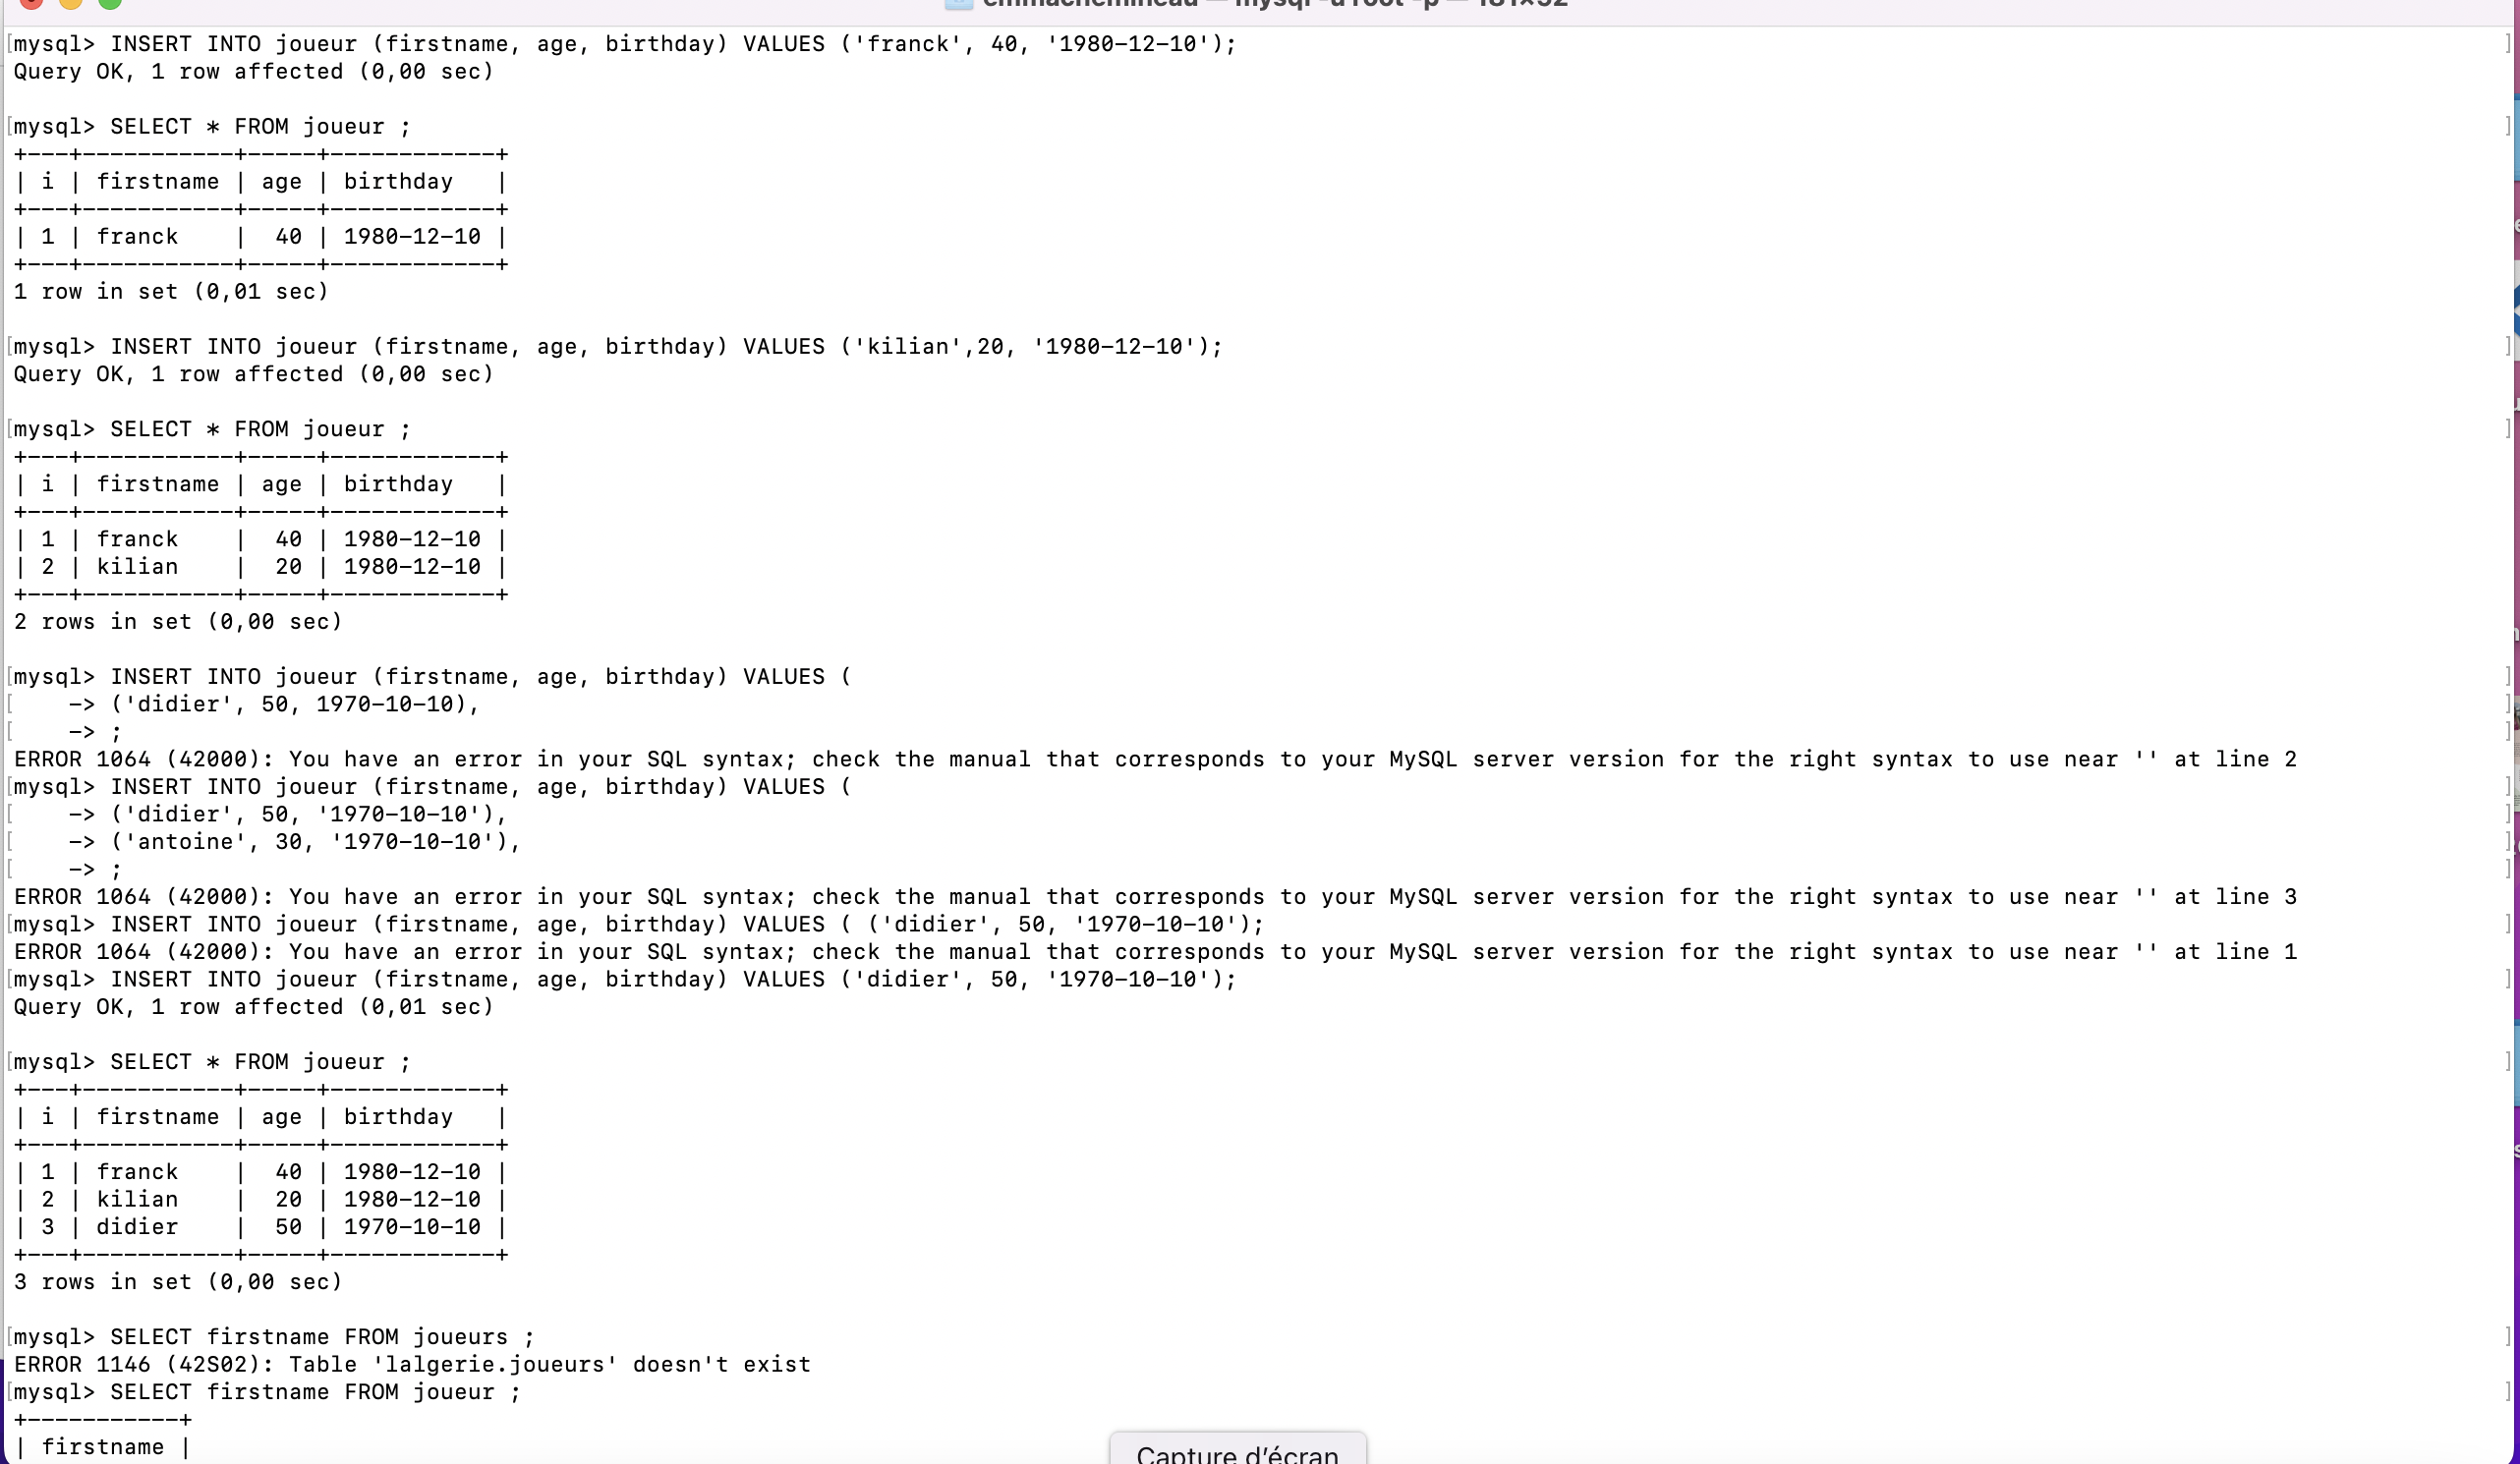 mysql> INSERT INTO joueur (firstname, age, birthday) VALUES ('franck', 40, '1980-12-10');
Query OK, 1 row affected (0,00 sec)
mysql> SELECT * FROM joueur ;
+---+-----------+-----+------------+
| i | firstname | age | birthday   |
+---+-----------+-----+------------+
| 1 | franck    |  40 | 1980-12-10 |
+---+-----------+-----+------------+
1 row in set (0,01 sec)
mysql> INSERT INTO joueur (firstname, age, birthday) VALUES ('kilian',20, '1980-12-10');
Query OK, 1 row affected (0,00 sec)
mysql> SELECT * FROM joueur ;
+---+-----------+-----+------------+
| i | firstname | age | birthday   |
+---+-----------+-----+------------+
| 1 | franck    |  40 | 1980-12-10 |
| 2 | kilian    |  20 | 1980-12-10 |
+---+-----------+-----+------------+
2 rows in set (0,00 sec)
mysql> INSERT INTO joueur (firstname, age, birthday) VALUES (
    -> ('didier', 50, 1970-10-10),
    -> ;
ERROR 1064 (42000): You have an error in your SQL syntax; check the manual that corresponds to your MySQL server version for the right syntax to use near '' at line 2
mysql> INSERT INTO joueur (firstname, age, birthday) VALUES (
    -> ('didier', 50, '1970-10-10'),
    -> ('antoine', 30, '1970-10-10'),
    -> ;
ERROR 1064 (42000): You have an error in your SQL syntax; check the manual that corresponds to your MySQL server version for the right syntax to use near '' at line 3
mysql> INSERT INTO joueur (firstname, age, birthday) VALUES ( ('didier', 50, '1970-10-10');
ERROR 1064 (42000): You have an error in your SQL syntax; check the manual that corresponds to your MySQL server version for the right syntax to use near '' at line 1
mysql> INSERT INTO joueur (firstname, age, birthday) VALUES ('didier', 50, '1970-10-10');
Query OK, 1 row affected (0,01 sec)
mysql> SELECT * FROM joueur ;
+---+-----------+-----+------------+
| i | firstname | age | birthday   |
+---+-----------+-----+------------+
| 1 | franck    |  40 | 1980-12-10 |
| 2 | kilian    |  20 | 1980-12-10 |
| 3 | didier    |  50 | 1970-10-10 |
+---+-----------+-----+------------+
3 rows in set (0,00 sec)
mysql> SELECT firstname FROM joueurs ;
ERROR 1146 (42S02): Table 'lalgerie.joueurs' doesn't exist
mysql> SELECT firstname FROM joueur ;
+-----------+
| firstname |
Capture d'écran